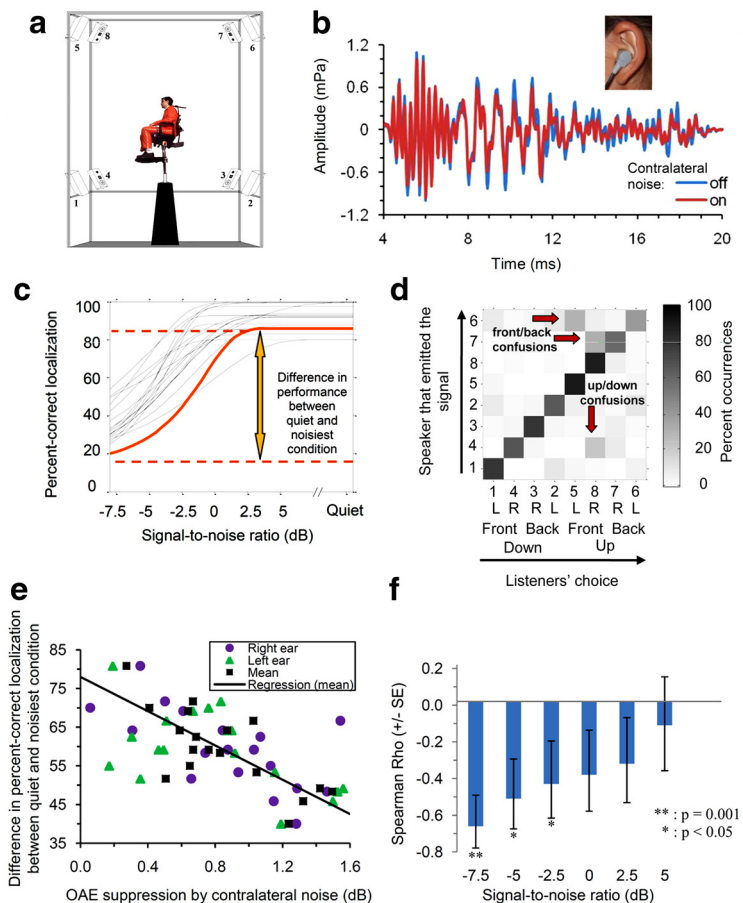 a
5
8
7
6
4
3
1
2
b
Amplitude (mPa)
1.2
0.6
0
-0.6
-1.2
Contralateral
noise:
off
on
4
8
12
16
20
Time (ms)
c
Percent-correct localization
100
80
60
40
20
0
Difference in
performance
between
quiet and
noisiest
condition
-7.5
-5
-2.5
0
2.5
5
Quiet
Signal-to-noise ratio (dB)
d
Speaker that emitted the
signal
6
7
8
5
2
3
4
1
front/back
confusions
up/down
confusions
1 4 3 2 5 8 7 6
L R R L L R R L
Front Back Front Back
Down Up
Listeners' choice
100
80
60
40
20
0
Percent occurrences
e
Difference in percent-correct localization
between quiet and noisiest condition
85
75
65
55
45
35
Right ear
Left ear
Mean
Regression (mean)
0.0
0.4
0.8
1.2
1.6
OAE suppression by contralateral noise (dB)
f
Spearman Rho (+/- SE)
0.2
0.0
-0.2
-0.4
-0.6
-0.8
**
*
*
** : p = 0.001
* : p < 0.05
-7.5
-5
-2.5
0
2.5
5
Signal-to-noise ratio (dB)